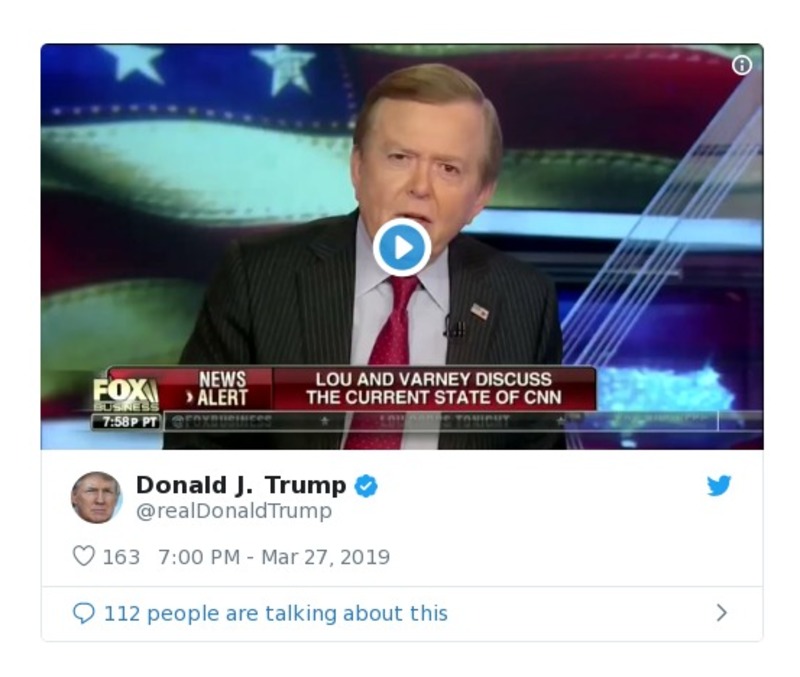 NEWS
› ALERT
LOU AND VARNEY DISCUSS
THE CURRENT STATE OF CNN
FOX
BUSINESS
7:58P PT
@FOXBUSINESS
LOU DOBBS TONIGHT
Donald J. Trump
@realDonaldTrump
163 7:00 PM - Mar 27, 2019
112 people are talking about this